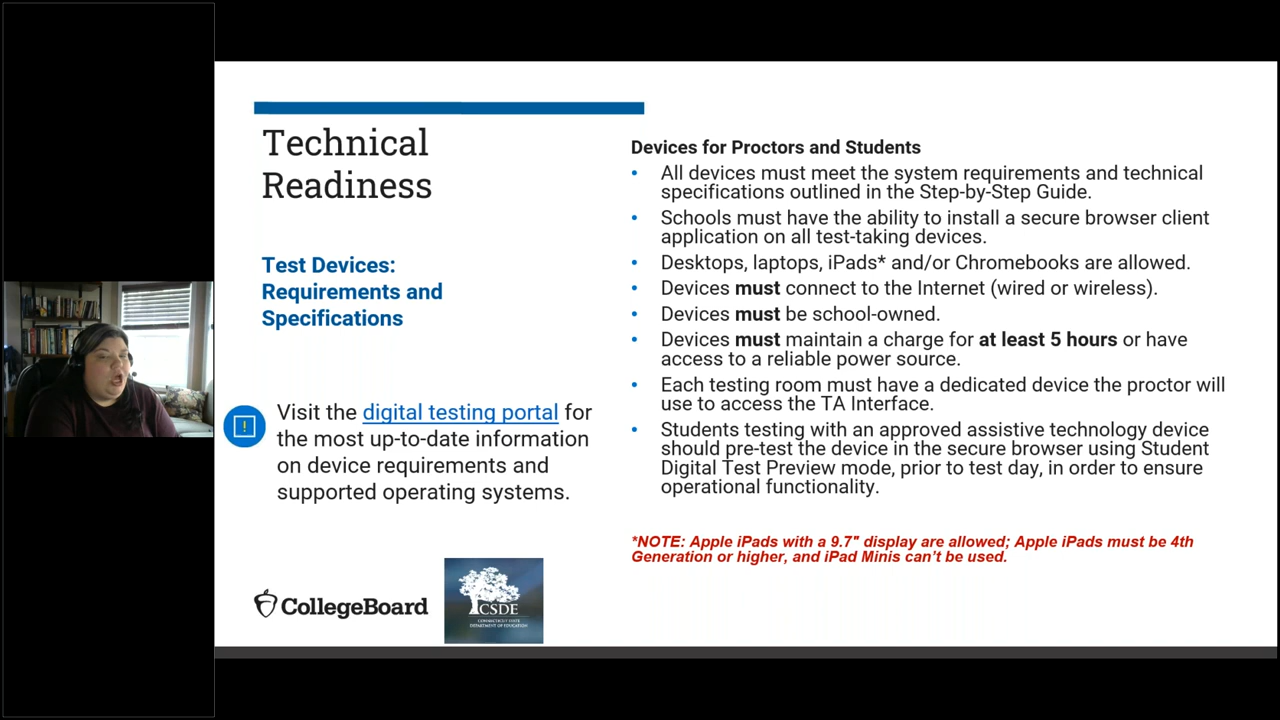 Technical
Readiness
Test Devices:
Requirements and
Specifications
Visit the digital testing portal for
the most up-to-date information
on device requirements and
supported operating systems.
CollegeBoard
CSDE
CONNECTICUT STATE
DEPARTMENT OF EDUCATION
Devices for Proctors and Students
• All devices must meet the system requirements and technical
specifications outlined in the Step-by-Step Guide.
• Schools must have the ability to install a secure browser client
application on all test-taking devices.
• Desktops, laptops, iPads* and/or Chromebooks are allowed.
• Devices must connect to the Internet (wired or wireless).
• Devices must be school-owned.
• Devices must maintain a charge for at least 5 hours or have
access to a reliable power source.
• Each testing room must have a dedicated device the proctor will
use to access the TA Interface.
• Students testing with an approved assistive technology device
should pre-test the device in the secure browser using Student
Digital Test Preview mode, prior to test day, in order to ensure
operational functionality.
*NOTE: Apple iPads with a 9.7" display are allowed; Apple iPads must be 4th
Generation or higher, and iPad Minis can't be used.